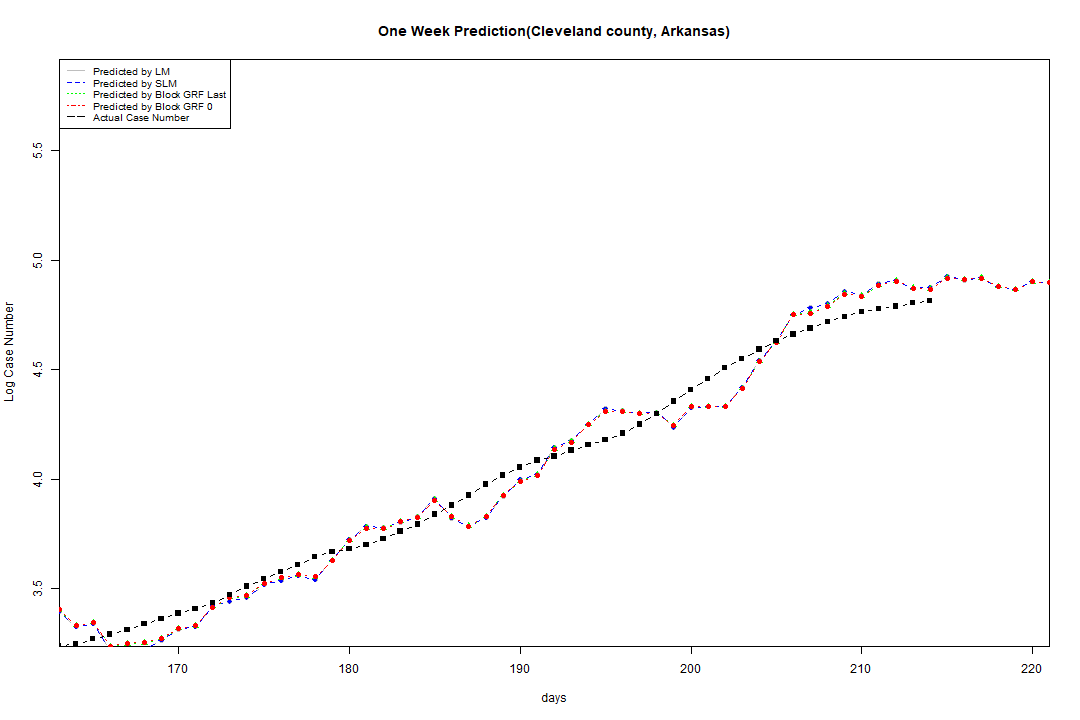 One Week Prediction(Cleveland county, Arkansas)
Predicted by LM
Predicted by SLM
Predicted by Block GRF Last
Predicted by Block GRF 0
Actual Case Number
5.5
5.0
4.5
4.0
3.5
Log Case Number
170 180 190 200 210 220
days